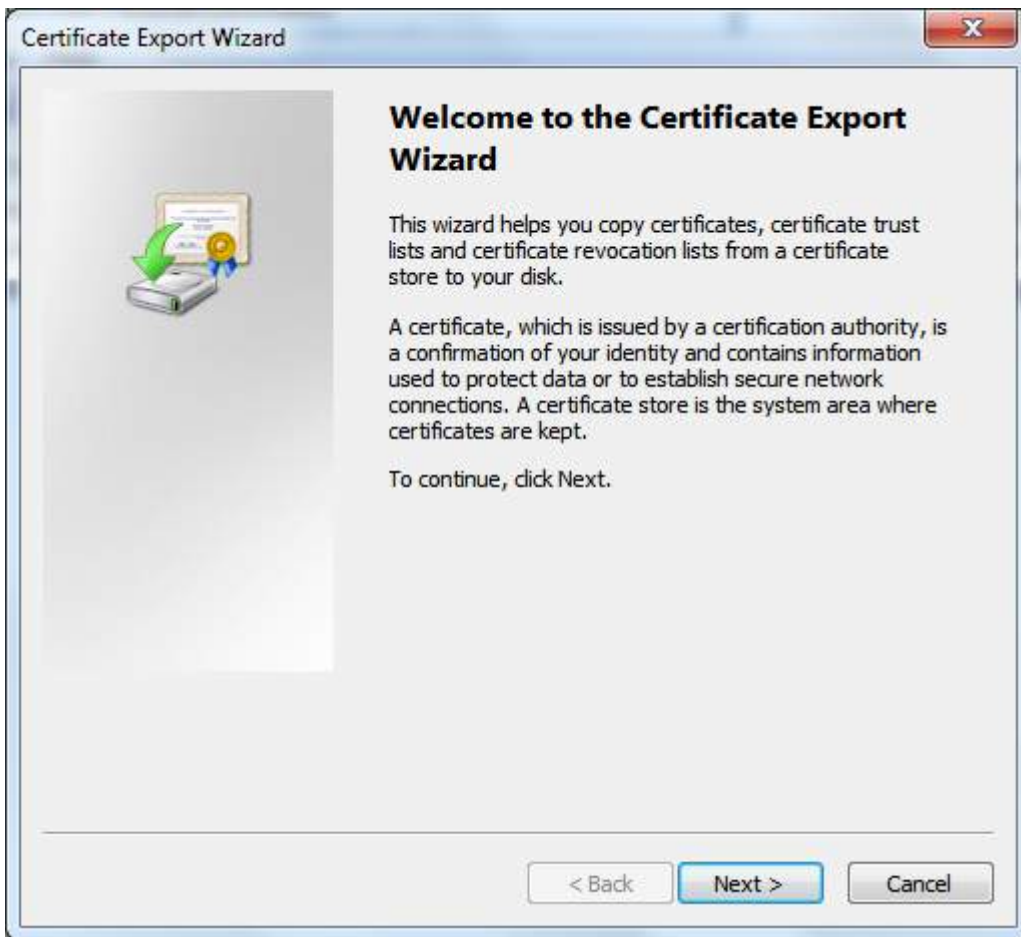 Certificate Export Wizard
Welcome to the Certificate Export
Wizard
This wizard helps you copy certificates, certificate trust
lists and certificate revocation lists from a certificate
store to your disk.
A certificate, which is issued by a certification authority, is
a confirmation of your identity and contains information
used to protect data or to establish secure network
connections. A certificate store is the system area where
certificates are kept.
To continue, click Next.
< Back Next > Cancel